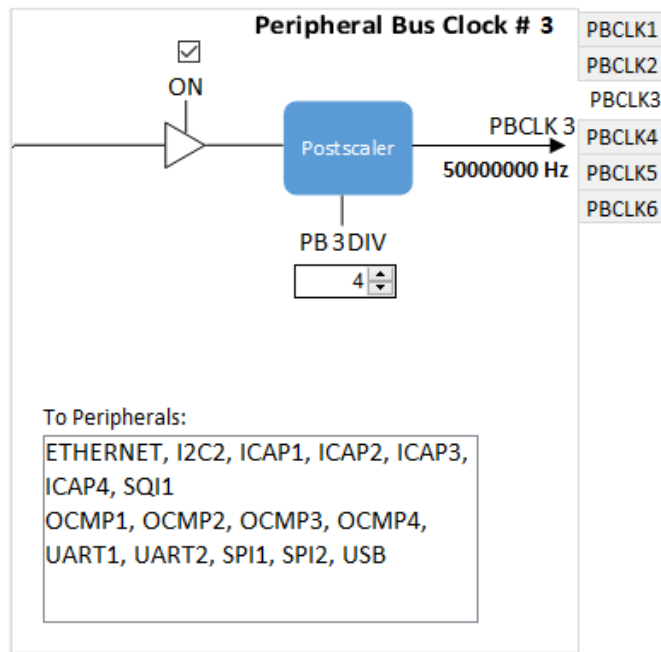 Peripheral Bus Clock # 3
PBCLK1
PBCLK2
PBCLK3
PBCLK4
PBCLK5
PBCLK6
ON
Postscaler
PBCLK 3
50000000 Hz
PB 3 DIV
4
To Peripherals:
ETHERNET, I2C2, ICAP1, ICAP2, ICAP3,
ICAP4, SQI1
OCMP1, OCMP2, OCMP3, OCMP4,
UART1, UART2, SPI1, SPI2, USB